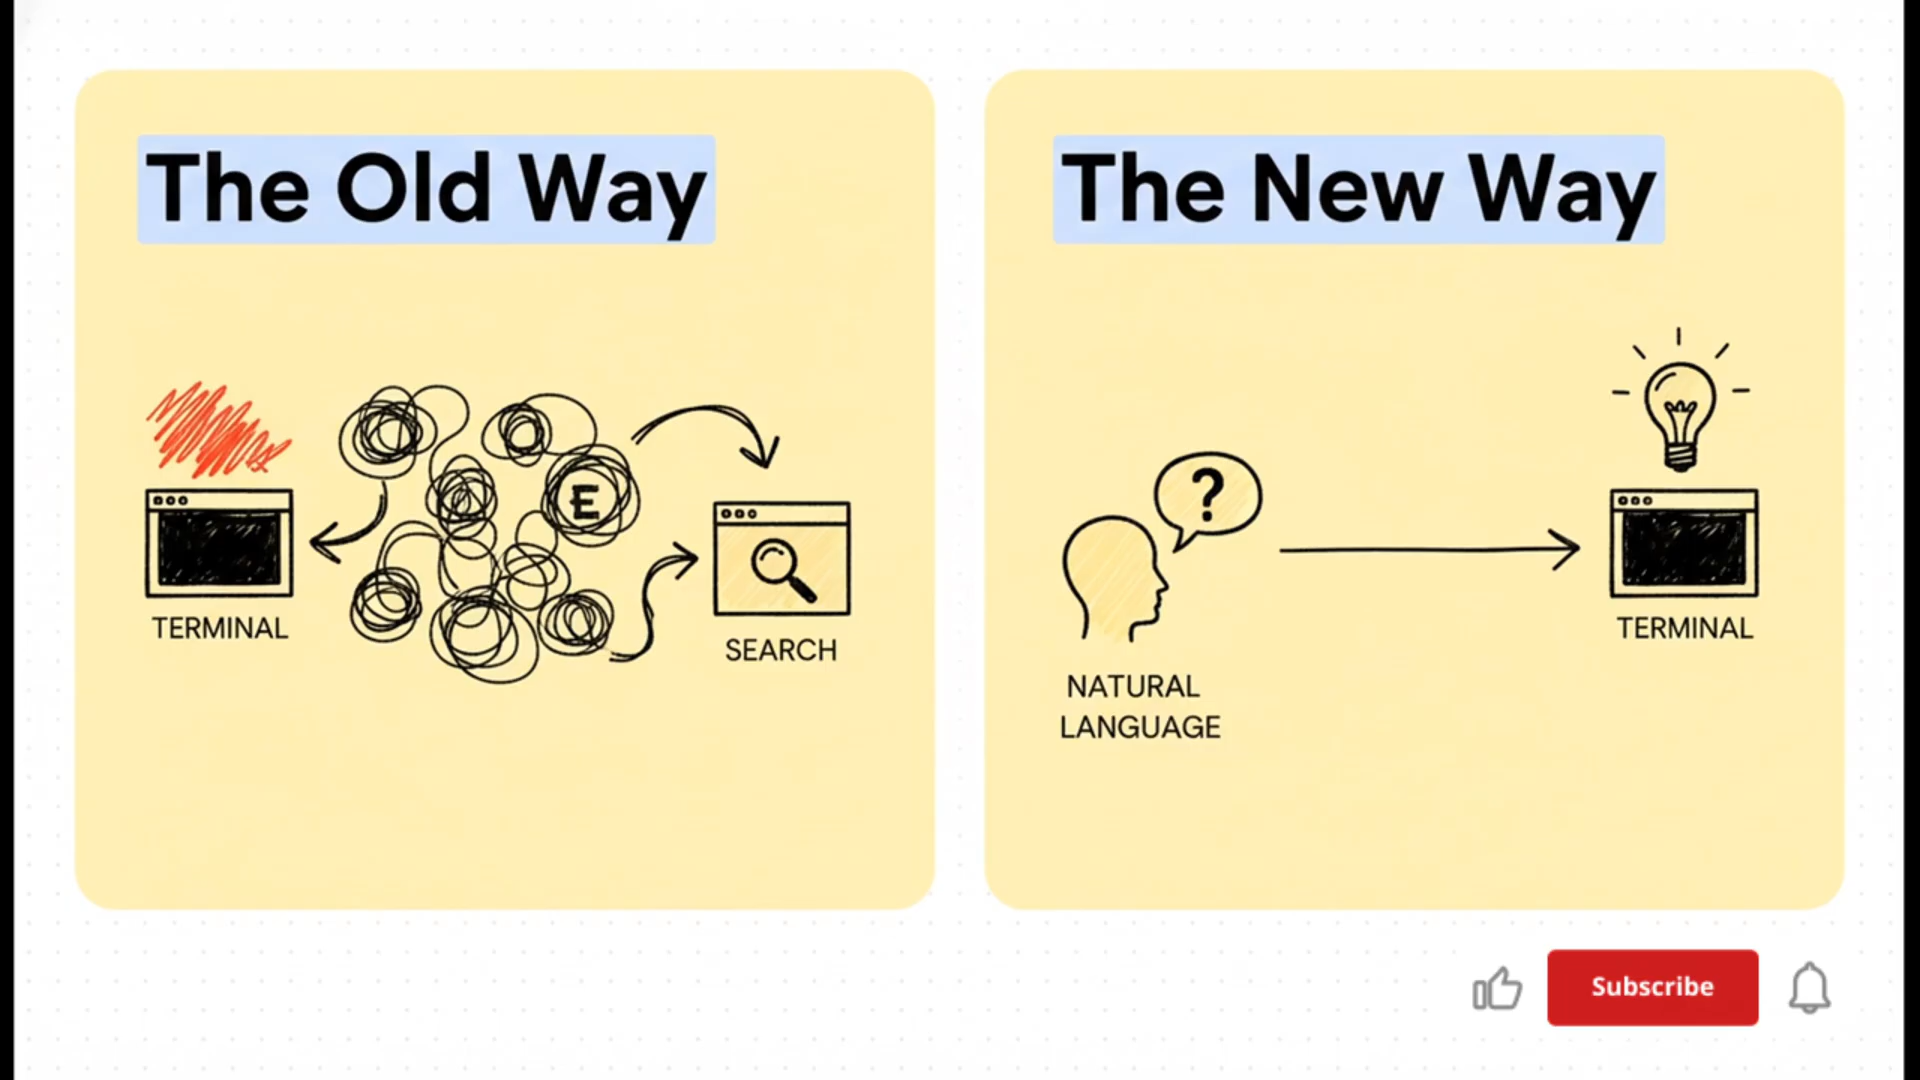 The Old Way
TERMINAL
E
SEARCH
The New Way
?
NATURAL
LANGUAGE
TERMINAL
Subscribe